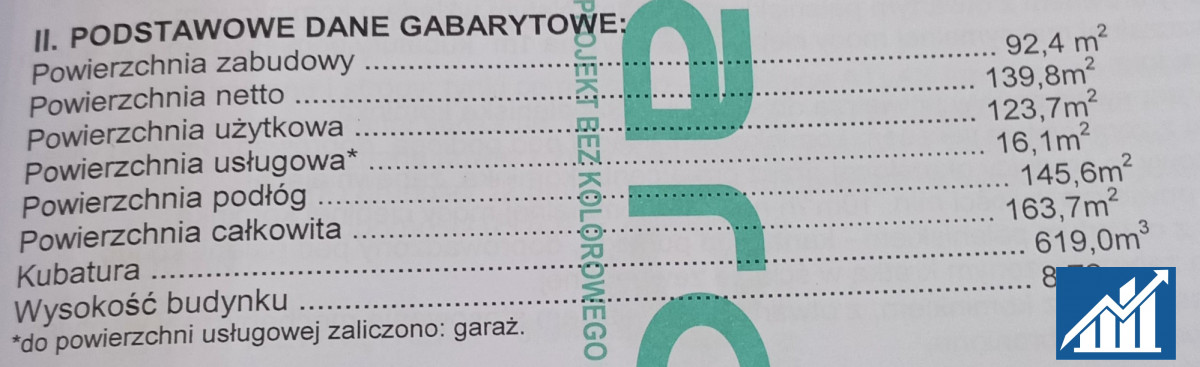 II. PODSTAWOWE DANE GABARYTOWE:
Powierzchnia zabudowy ........ 92,4 m²
Powierzchnia netto ........ 139,8m²
Powierzchnia użytkowa ........ 123,7m²
Powierzchnia usługowa* ........ 16,1m²
Powierzchnia podłóg ........ 145,6m²
Powierzchnia całkowita ........ 163,7m²
Kubatura ........ 619,0m³
Wysokość budynku ........
*do powierzchni usługowej zaliczono: garaż.
BEZ KOLOROWEGO